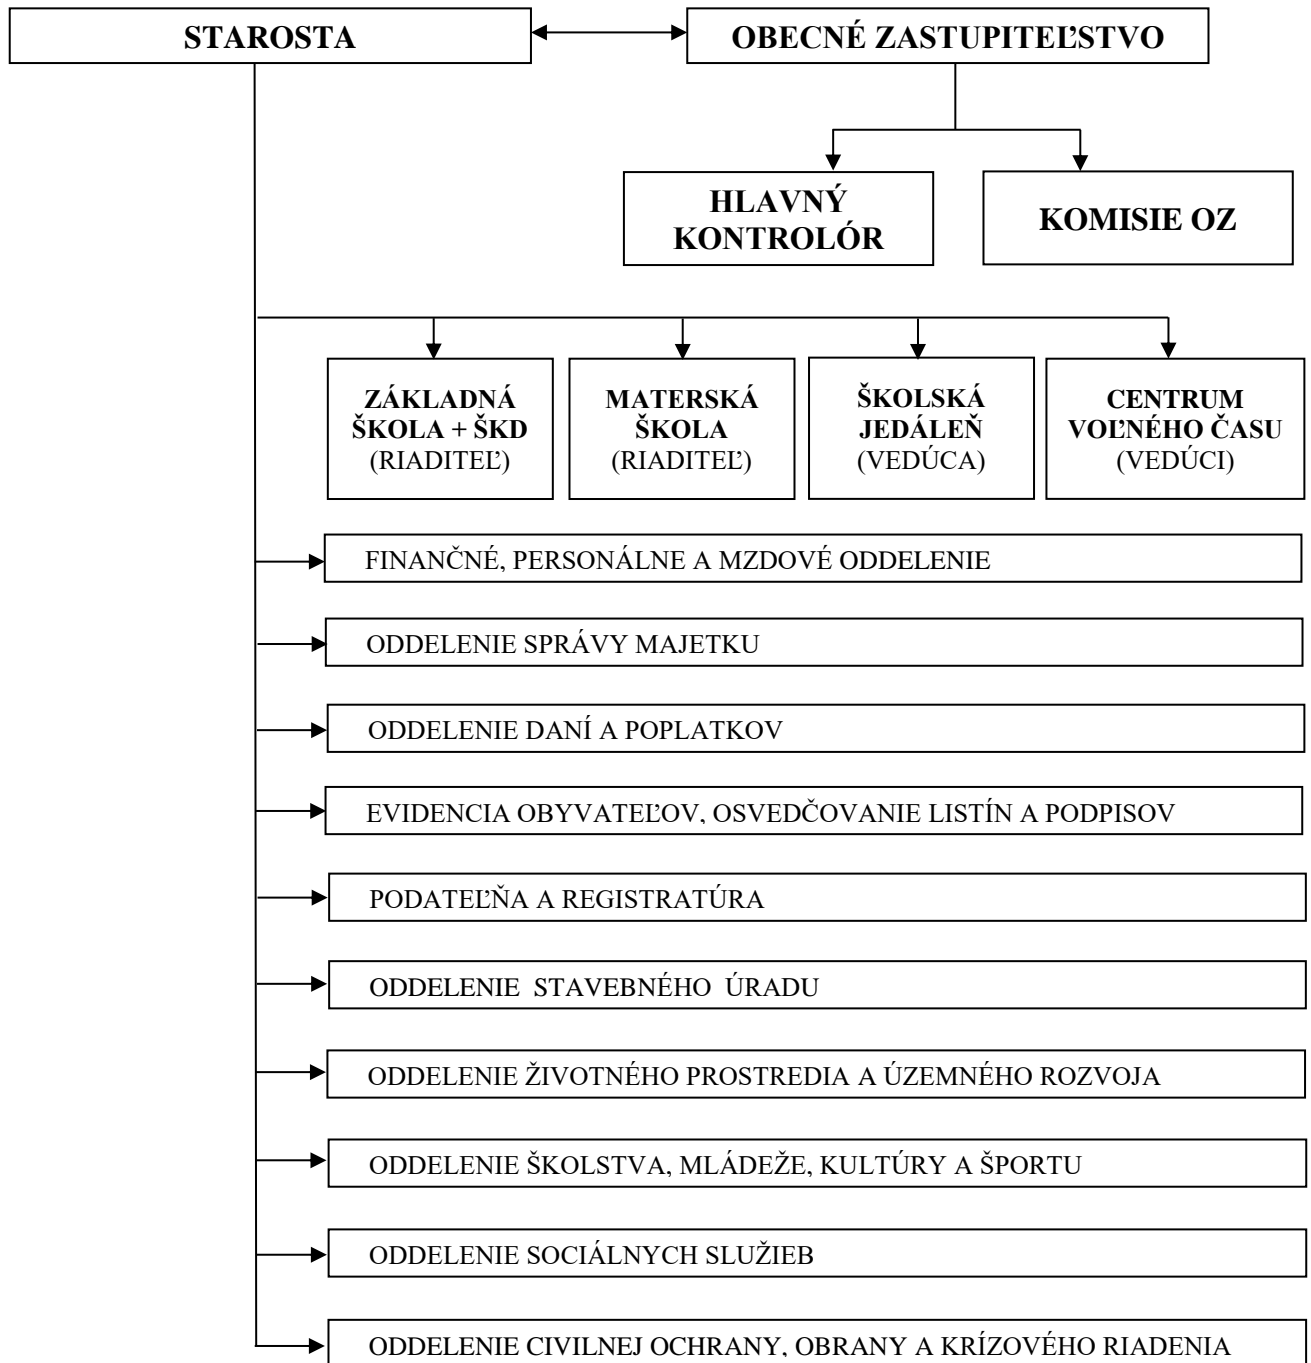 STAROSTA
OBECNÉ ZASTUPITEĽSTVO
HLAVNÝ
KONTROLÓR
KOMISIE OZ
ZÁKLADNÁ
ŠKOLA + ŠKD
(RIADITEĽ)
MATERSKÁ
ŠKOLA
(RIADITEĽ)
ŠKOLSKÁ
JEDÁLEŇ
(VEDÚCA)
CENTRUM
VOĽNÉHO ČASU
(VEDÚCI)
FINANČNÉ, PERSONÁLNE A MZDOVÉ ODDELENIE
ODDELENIE SPRÁVY MAJETKU
ODDELENIE DANÍ A POPLATKOV
EVIDENCIA OBYVATEĽOV, OSVEDČOVANIE LISTÍN A PODPISOV
PODATEĽŇA A REGISTRATÚRA
ODDELENIE STAVEBNÉHO ÚRADU
ODDELENIE ŽIVOTNÉHO PROSTREDIA A ÚZEMNÉHO ROZVOJA
ODDELENIE ŠKOLSTVA, MLÁDEŽE, KULTÚRY A ŠPORTU
ODDELENIE SOCIÁLNYCH SLUŽIEB
ODDELENIE CIVILNEJ OCHRANY, OBRANY A KRÍZOVÉHO RIADENIA